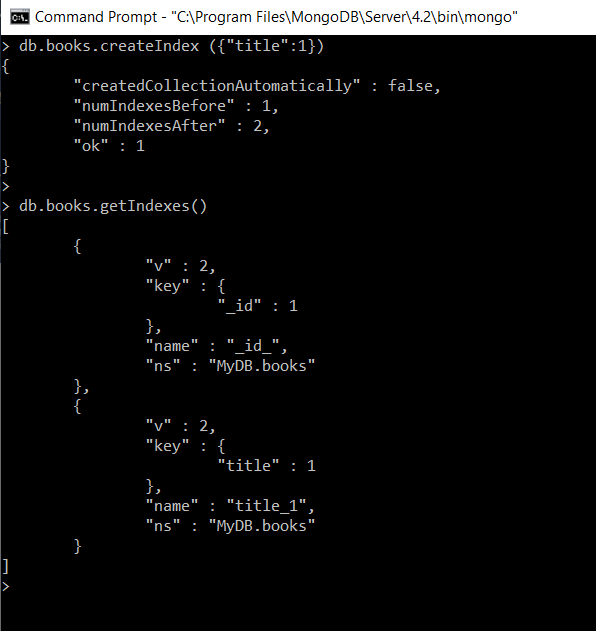 Command Prompt - "C:\Program Files\MongoDB\Server\4.2\bin\mongo"
> db.books.createIndex ({"title":1})
{
        "createdCollectionAutomatically" : false,
        "numIndexesBefore" : 1,
        "numIndexesAfter" : 2,
        "ok" : 1
}
>
> db.books.getIndexes()
[
        {
                "v" : 2,
                "key" : {
                        "_id" : 1
                },
                "name" : "_id_",
                "ns" : "MyDB.books"
        },
        {
                "v" : 2,
                "key" : {
                        "title" : 1
                },
                "name" : "title_1",
                "ns" : "MyDB.books"
        }
]
>